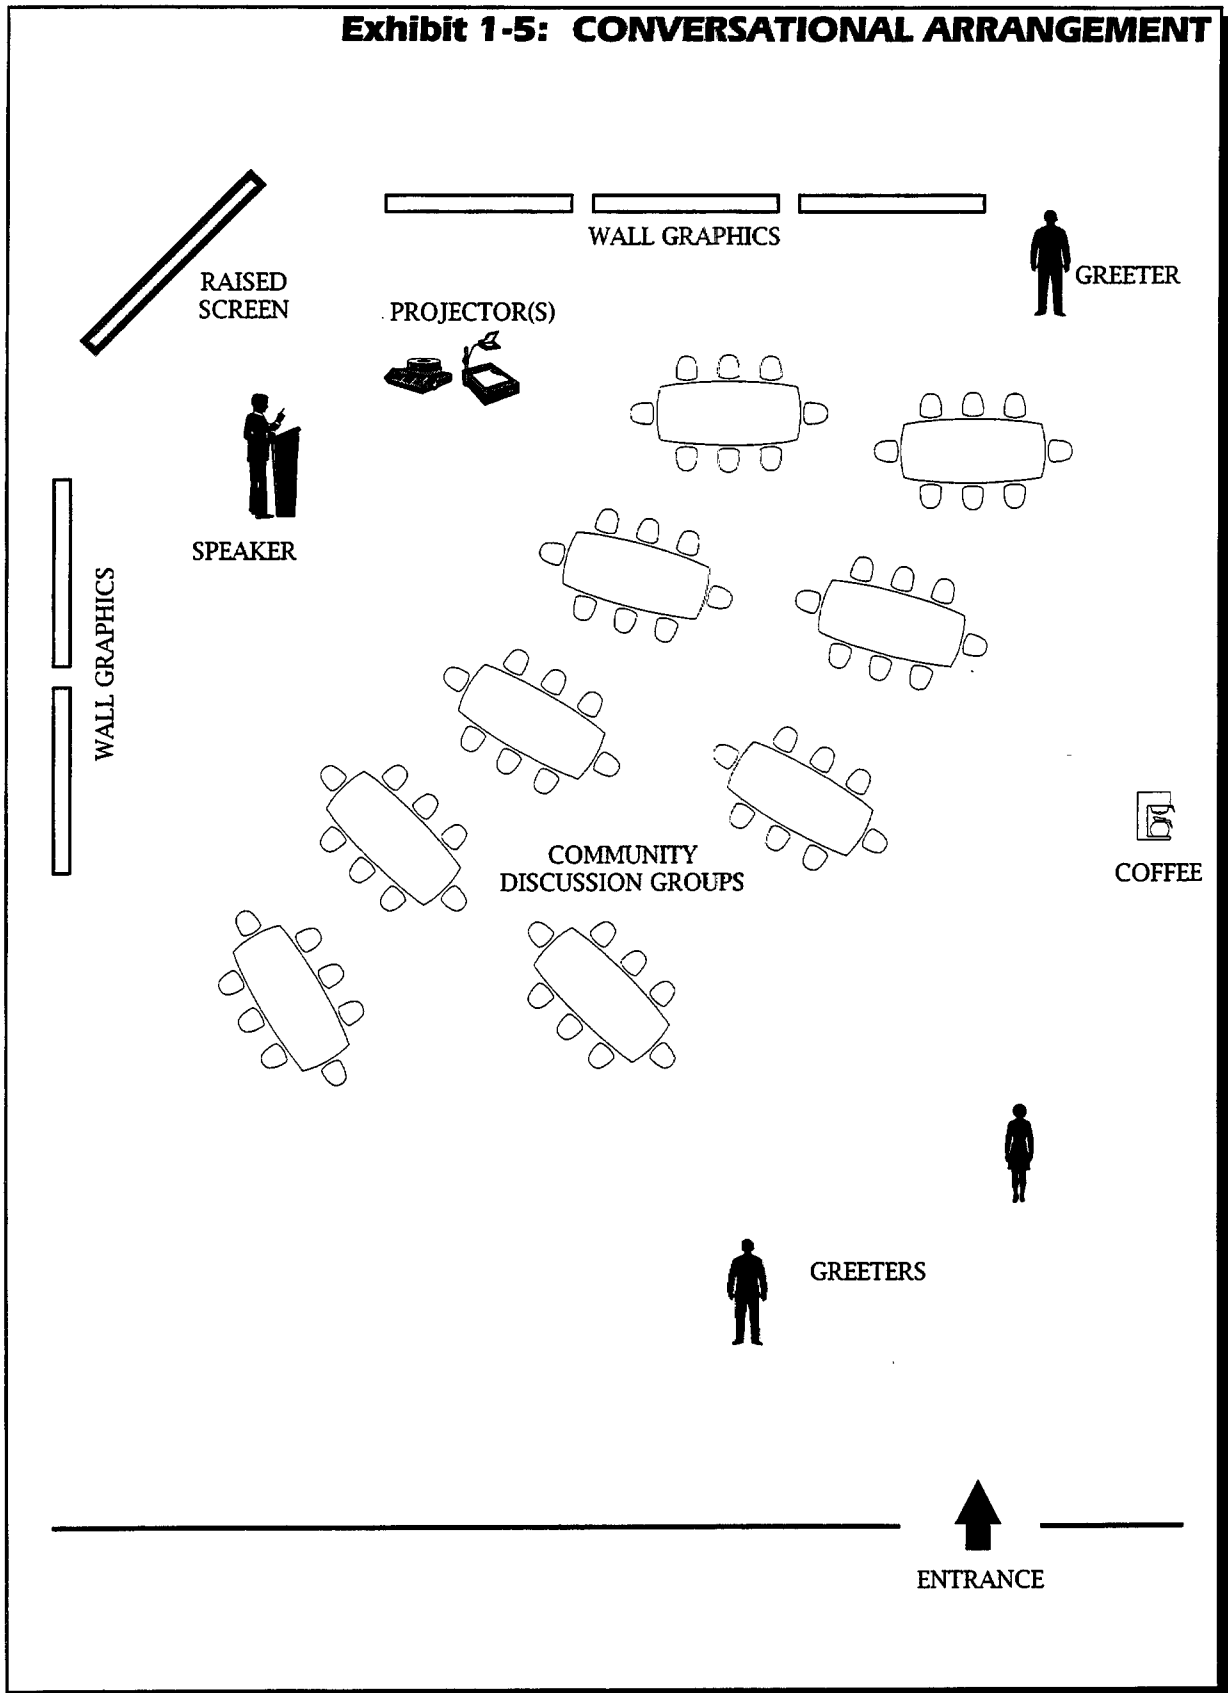 Exhibit 1-5: CONVERSATIONAL ARRANGEMENT
WALL GRAPHICS
GREETER
RAISED
SCREEN
PROJECTOR(S)
SPEAKER
WALL GRAPHICS
COMMUNITY
DISCUSSION GROUPS
COFFEE
GREETERS
ENTRANCE